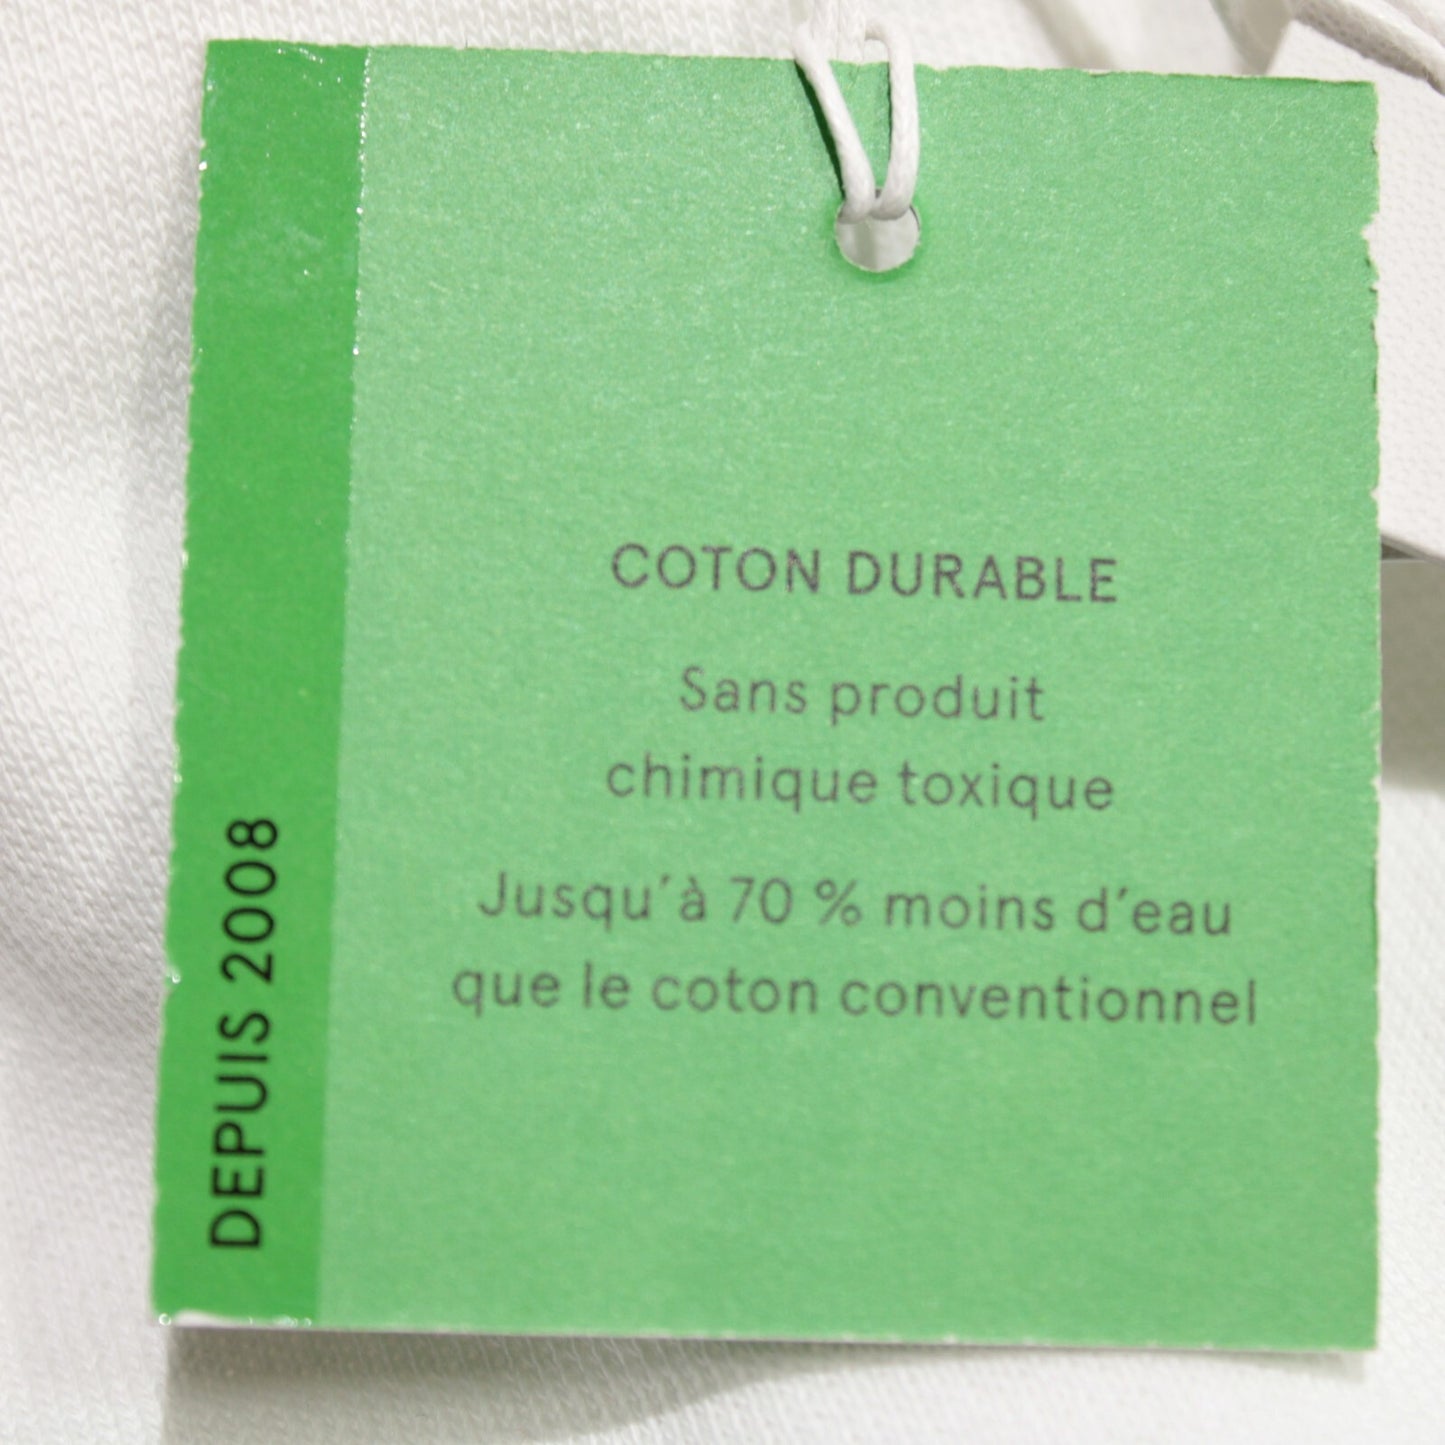 COTON DURABLE
Sans produit
chimique toxique
Jusqu'à 70 % moins d'eau
que le coton conventionnel
DEPUIS 2008